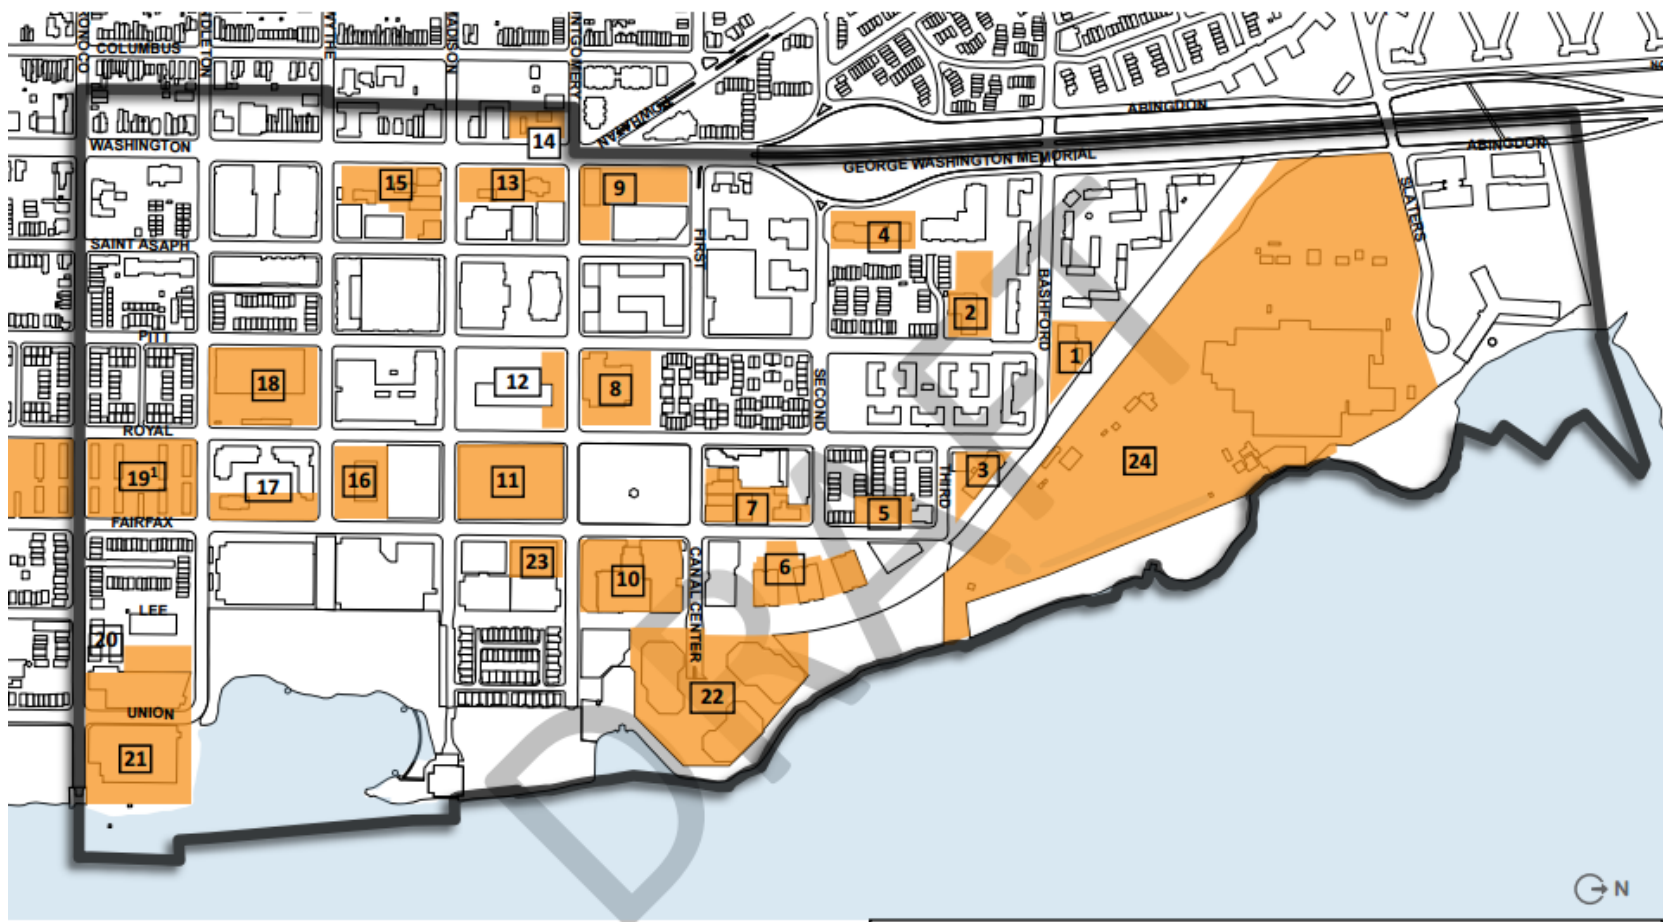 COLUMBUS
ABINGDON
14
WASHINGTON
ABINGDON
GEORGE WASHINGTON MEMORIAL
15
13
9
SLATERS
4
SAINT ASAPH
FIRST
2
BASHFORD
PITT
1
18
12
8
SECOND
ROYAL
19¹
17
16
11
3
24
THIRD
7
5
FAIRFAX
23
10
CANAL CENTER
6
LEE
20
22
UNION
21
DRAFT
N